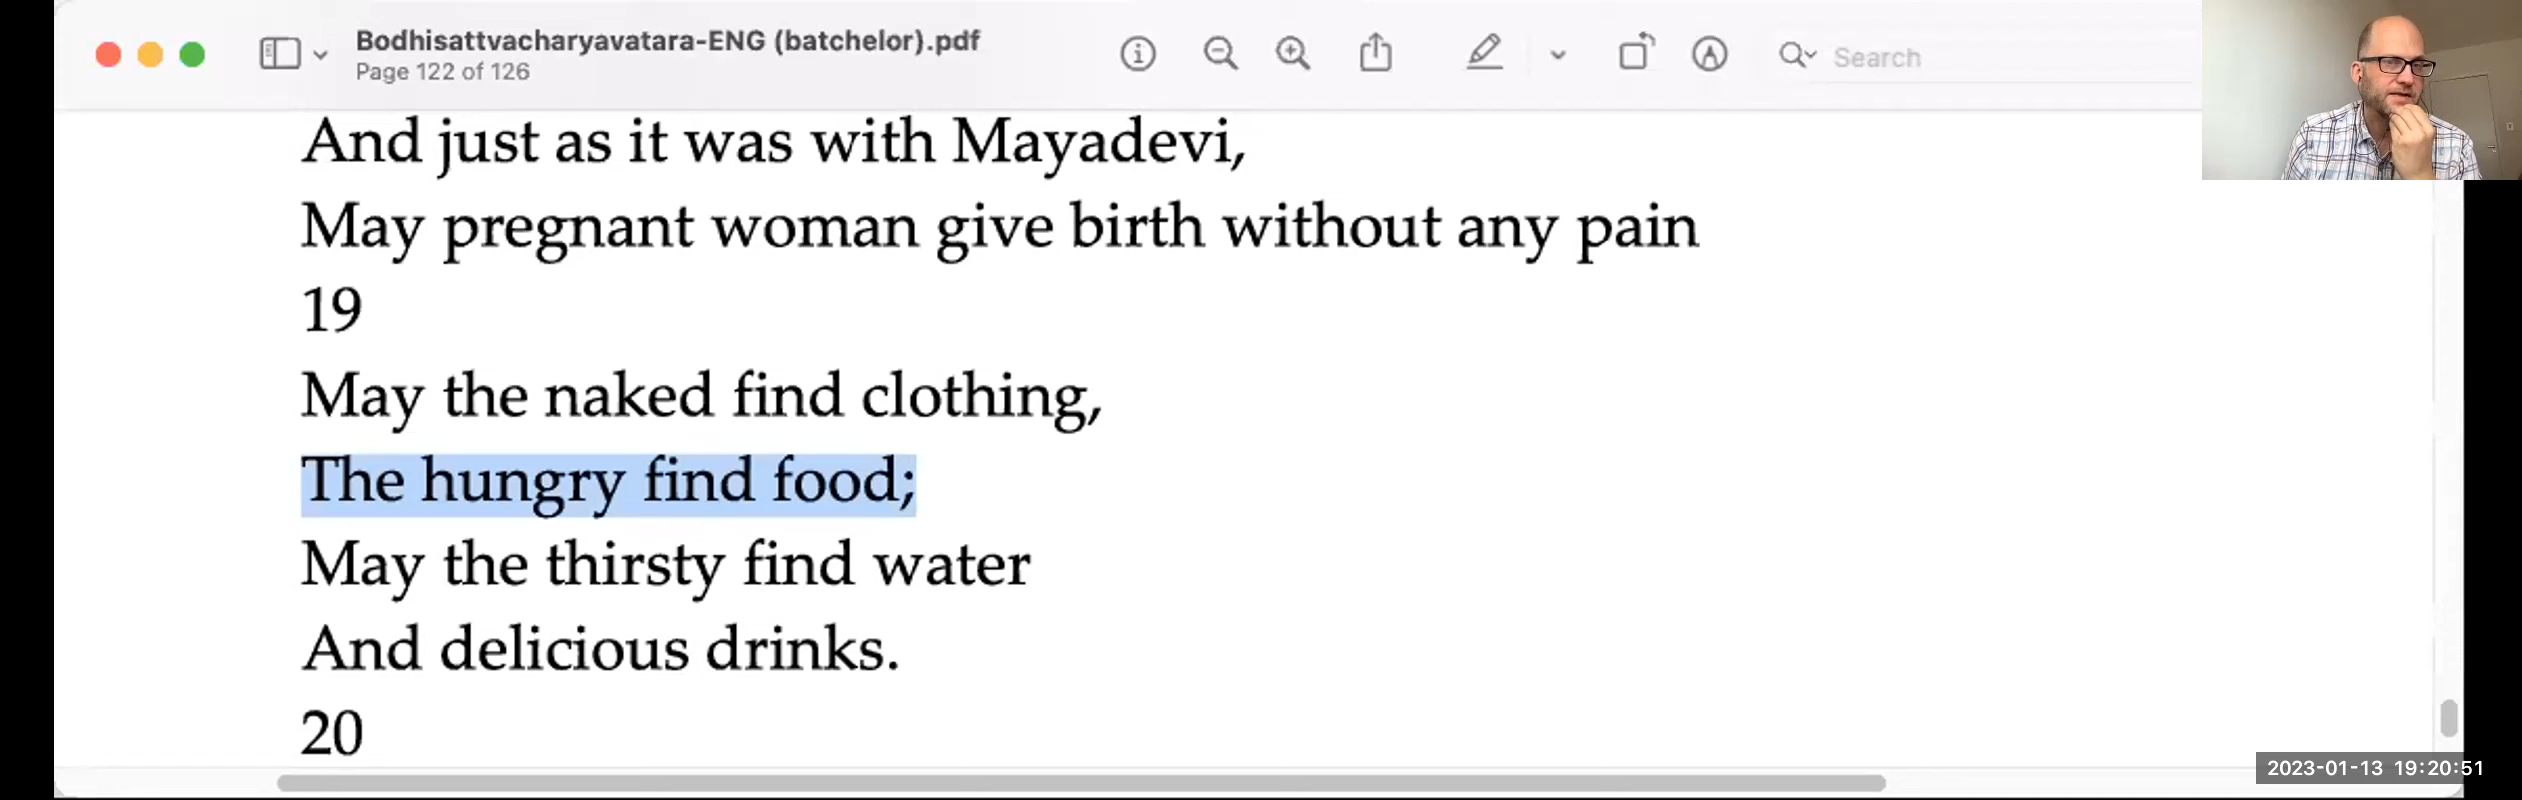 Bodhisattvacharyavatara-ENG (batchelor).pdf
Page 122 of 126
Search
And just as it was with Mayadevi,
May pregnant woman give birth without any pain
19
May the naked find clothing,
The hungry find food;
May the thirsty find water
And delicious drinks.
20
2023-01-13 19:20:51